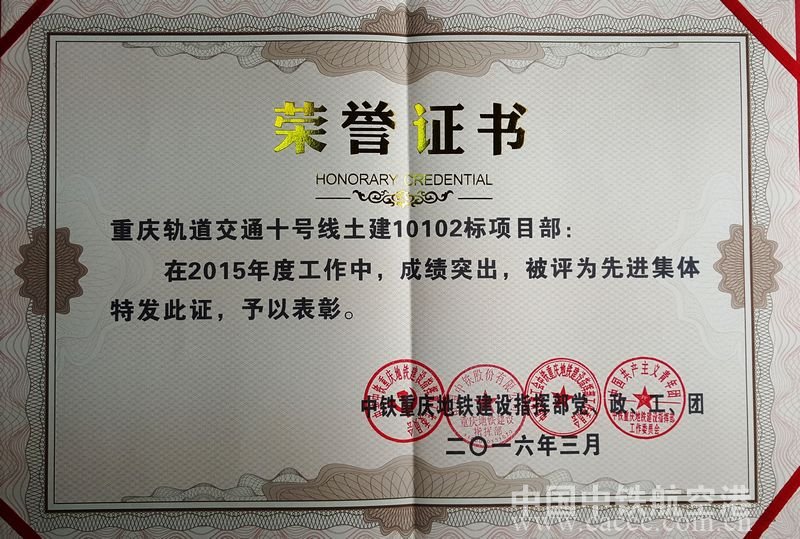 荣誉证书
HONORARY CREDENTIAL
重庆轨道交通十号线土建10102标项目部：
在2015年度工作中，成绩突出，被评为先进集体
特发此证，予以表彰。
中铁重庆地铁建设指挥部党、政、工、团
二〇一六年三月
中国中铁航空港
www.caccc.com.cn